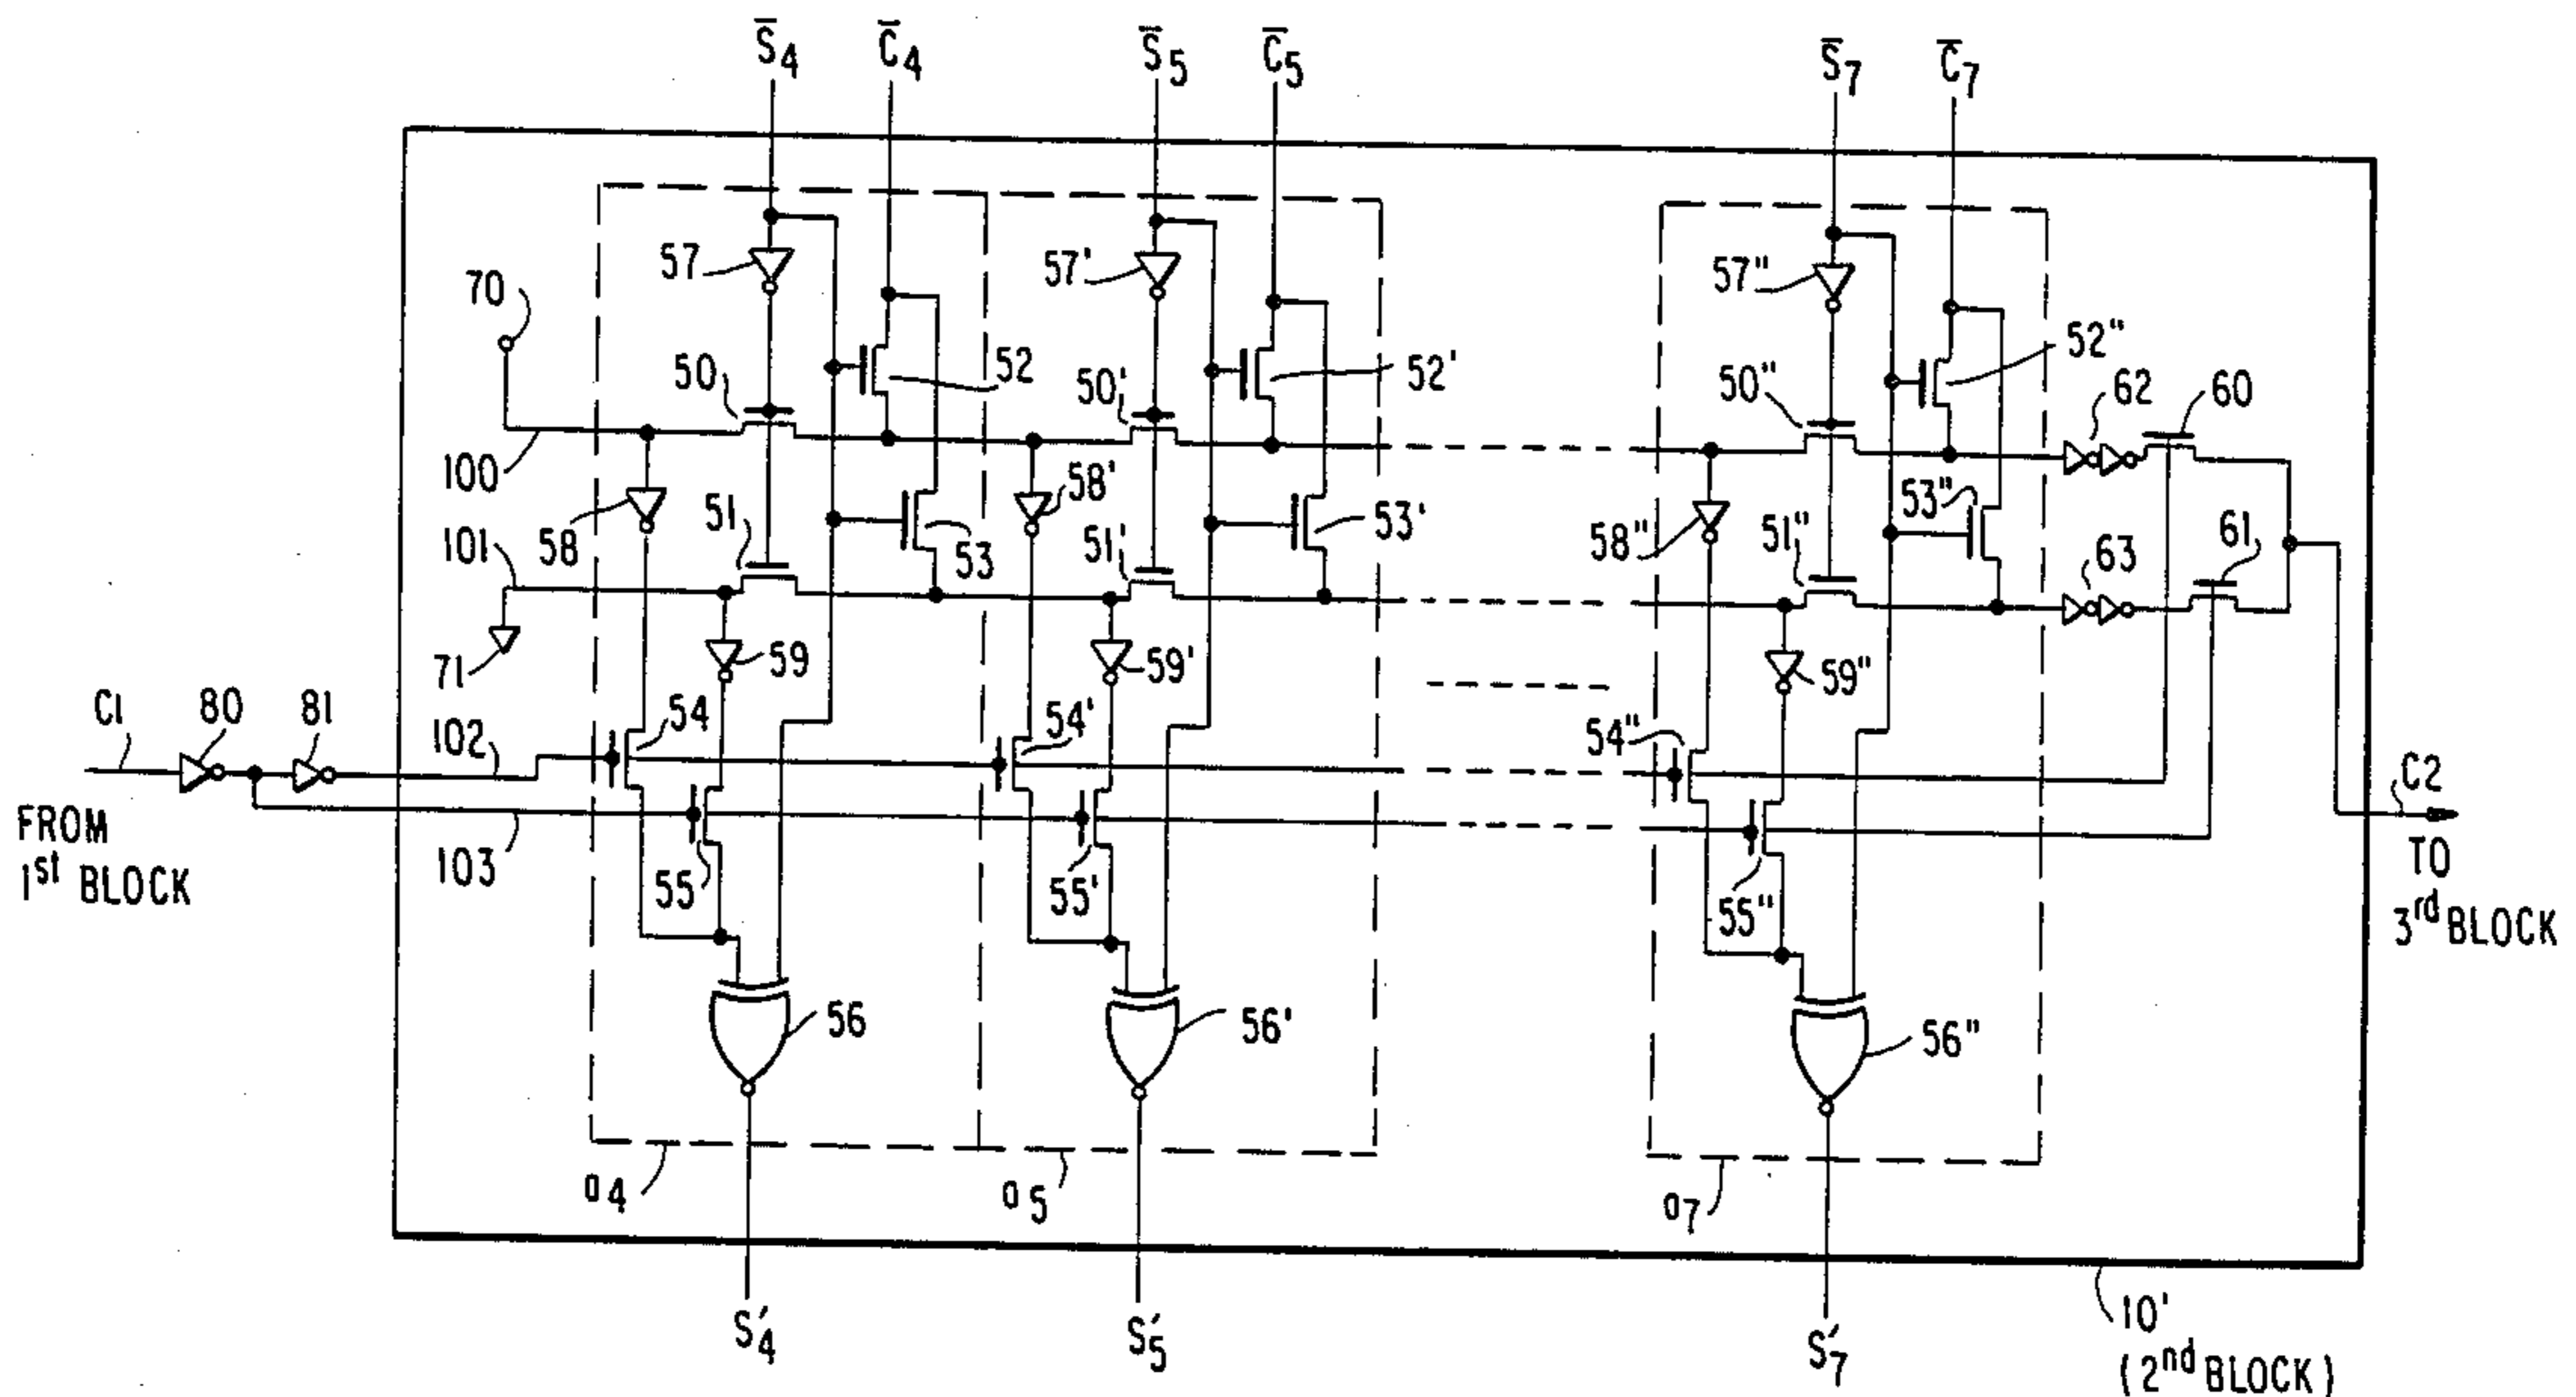 S̄4 C̄4 S̄5 C̄5 S̄7 C̄7
70 57 57' 57"
50 52 50' 52' 50" 52" 62 60
100 58 51 58' 53" 61
101 53 51' 53' 58" 51" 63
71 59 59' 59"
C1 80 81 102 54 54' 54" C2
FROM
1st BLOCK
103 55 55' 55"
TO
3rd BLOCK
56 56' 56"
a4 a5 a7
S'4 S'5 S'7
10'
(2nd BLOCK)